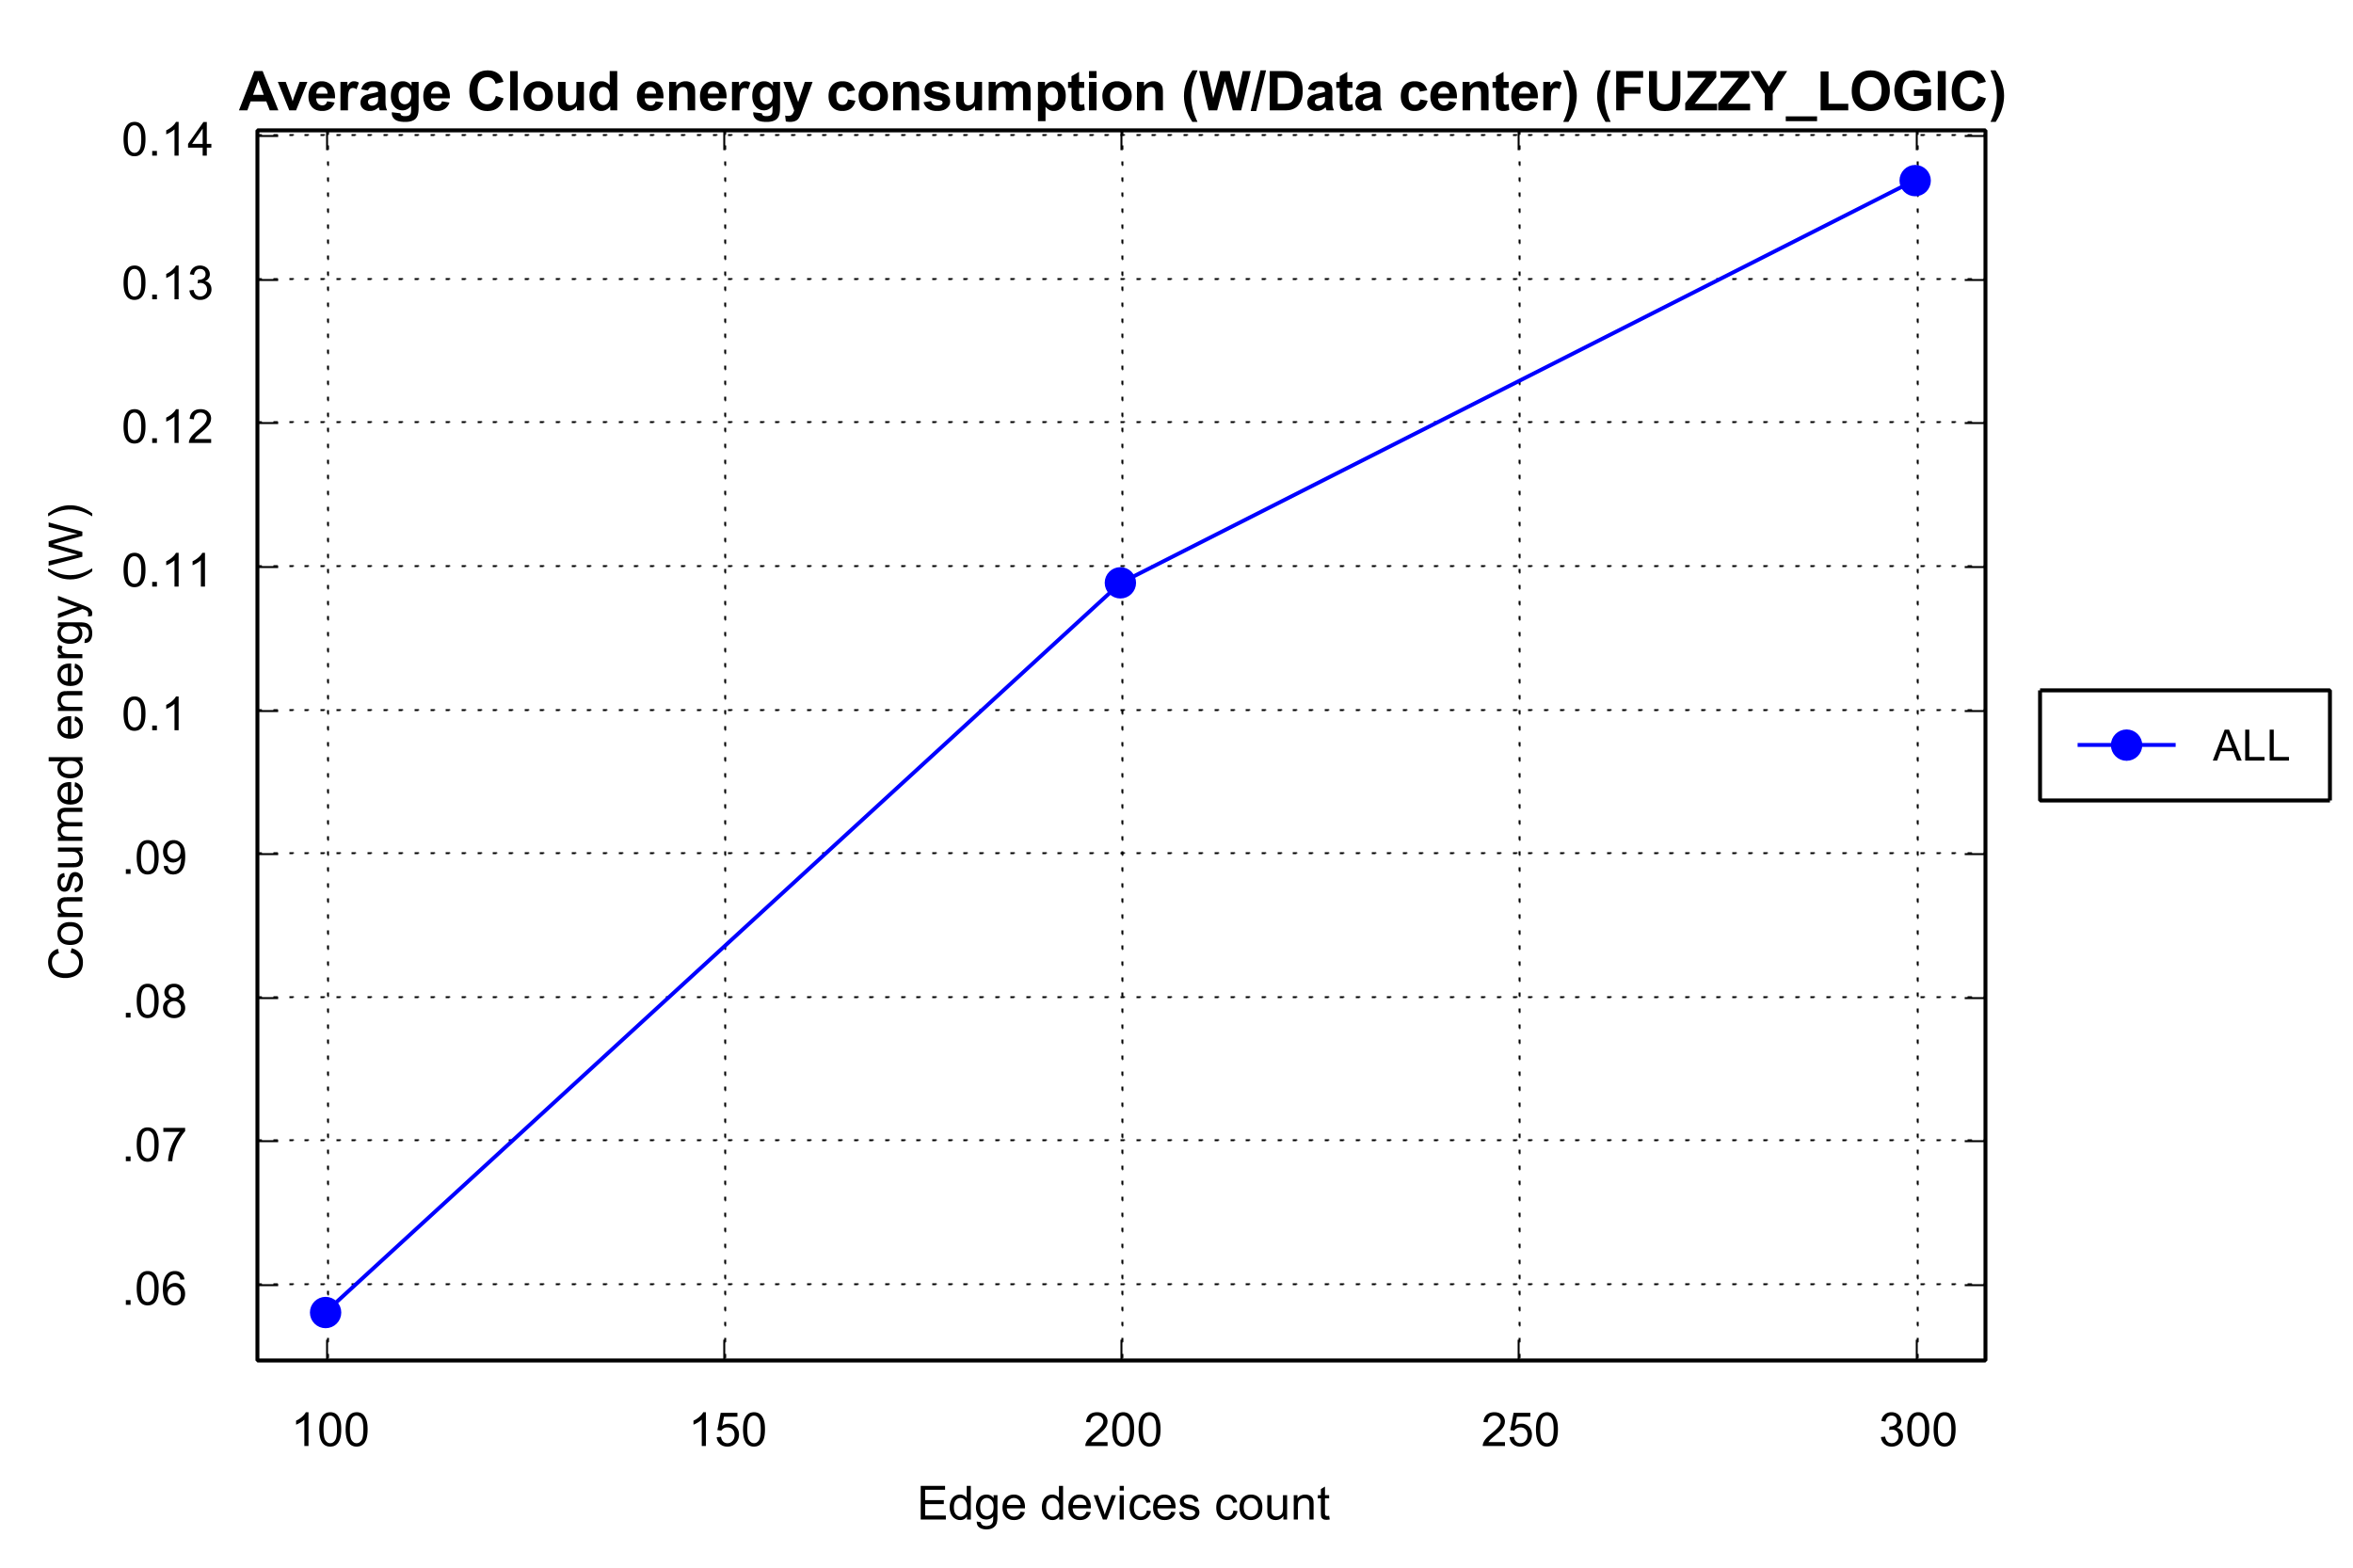 Average Cloud energy consumption (W/Data center) (FUZZY_LOGIC)
0.14
0.13
0.12
0.11
0.1
.09
.08
.07
.06
Consumed energy (W)
100 150 200 250 300
Edge devices count
ALL